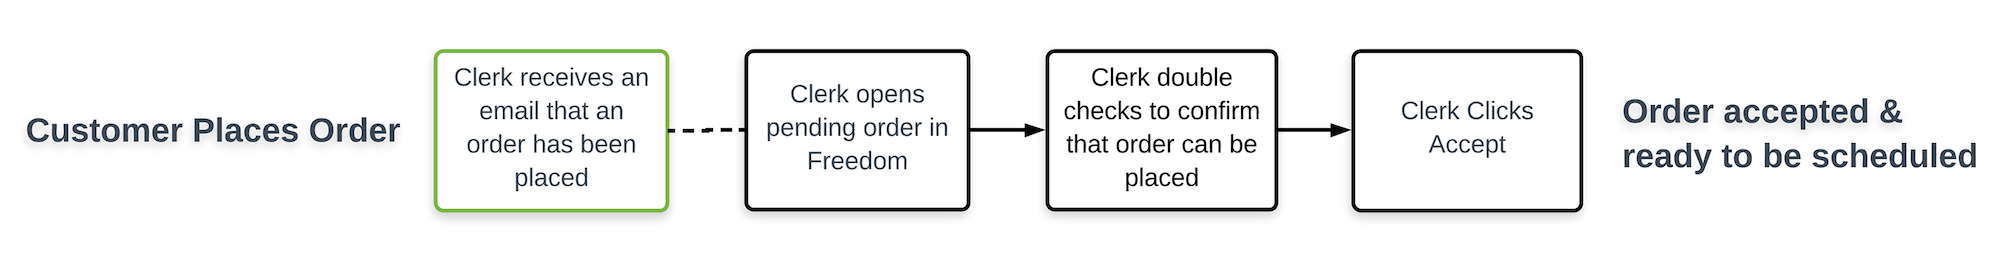 Customer Places Order
Clerk receives an
email that an
order has been
placed
Clerk opens
pending order in
Freedom
Clerk double
checks to confirm
that order can be
placed
Clerk Clicks
Accept
Order accepted &
ready to be scheduled